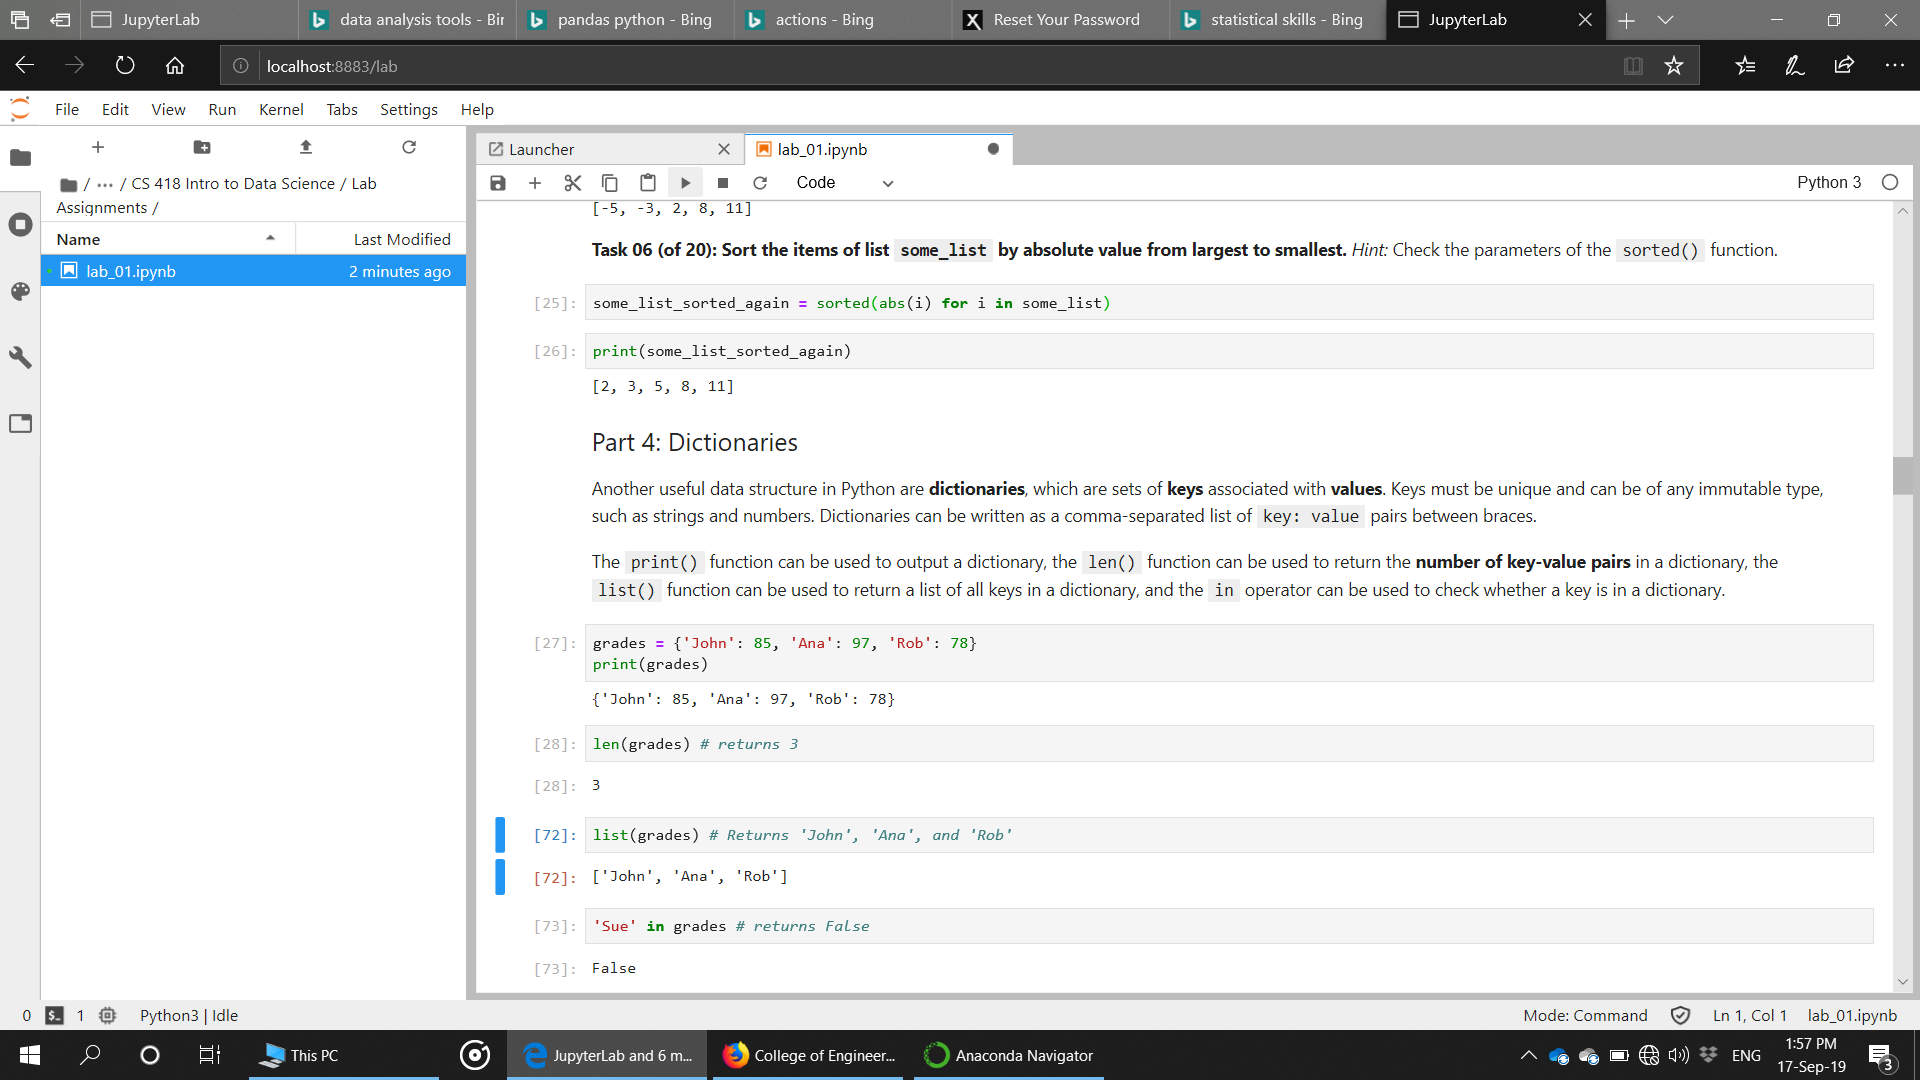 JupyterLab
data analysis tools - Bin
pandas python - Bing
actions - Bing
Reset Your Password
statistical skills - Bing
JupyterLab
localhost:8883/lab
File Edit View Run Kernel Tabs Settings Help
/ ··· / CS 418 Intro to Data Science / Lab
Assignments /
Name Last Modified
lab_01.ipynb 2 minutes ago
Launcher
lab_01.ipynb
Code
Python 3
[-5, -3, 2, 8, 11]
Task 06 (of 20): Sort the items of list some_list by absolute value from largest to smallest. Hint: Check the parameters of the sorted() function.
[25]: some_list_sorted_again = sorted(abs(i) for i in some_list)
[26]: print(some_list_sorted_again)
[2, 3, 5, 8, 11]
Part 4: Dictionaries
Another useful data structure in Python are dictionaries, which are sets of keys associated with values. Keys must be unique and can be of any immutable type,
such as strings and numbers. Dictionaries can be written as a comma-separated list of key: value pairs between braces.
The print() function can be used to output a dictionary, the len() function can be used to return the number of key-value pairs in a dictionary, the
list() function can be used to return a list of all keys in a dictionary, and the in operator can be used to check whether a key is in a dictionary.
[27]: grades = {'John': 85, 'Ana': 97, 'Rob': 78}
print(grades)
{'John': 85, 'Ana': 97, 'Rob': 78}
[28]: len(grades) # returns 3
[28]: 3
[72]: list(grades) # Returns 'John', 'Ana', and 'Rob'
[72]: ['John', 'Ana', 'Rob']
[73]: 'Sue' in grades # returns False
[73]: False
0 $_ 1 Python3 | Idle
Mode: Command Ln 1, Col 1 lab_01.ipynb
This PC
JupyterLab and 6 m...
College of Engineer...
Anaconda Navigator
ENG
1:57 PM
17-Sep-19
3